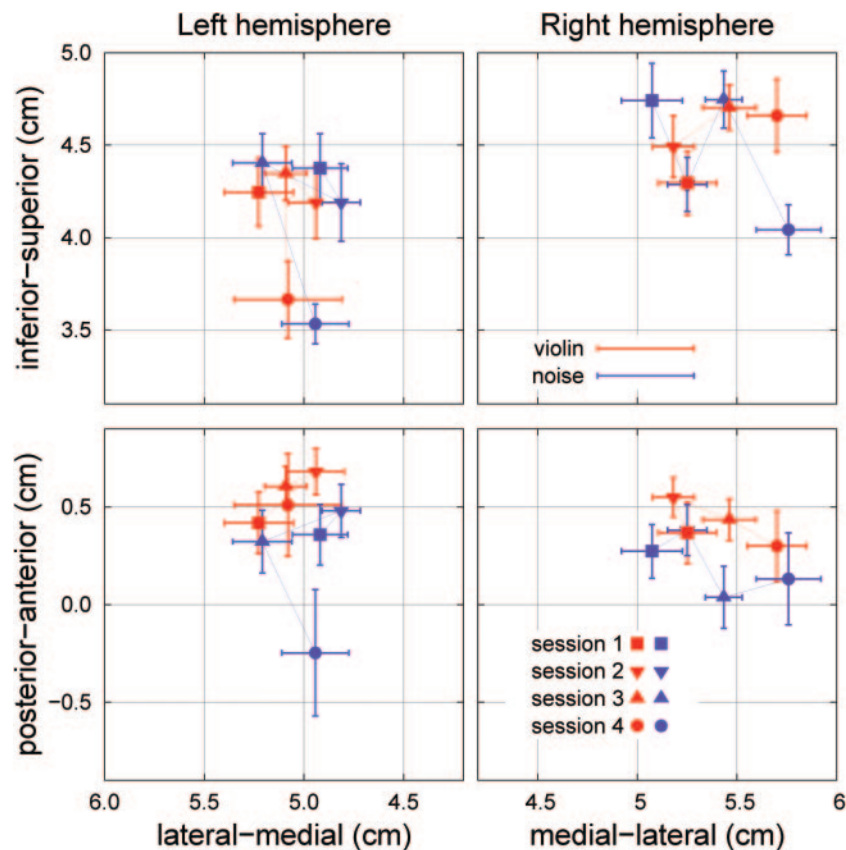 Left hemisphere
Right hemisphere
inferior-superior (cm)
5.0
4.5
4.0
3.5
violin
noise
posterior-anterior (cm)
0.5
0.0
−0.5
session 1
session 2
session 3
session 4
6.0 5.5 5.0 4.5
4.5 5 5.5 6
lateral-medial (cm)
medial-lateral (cm)